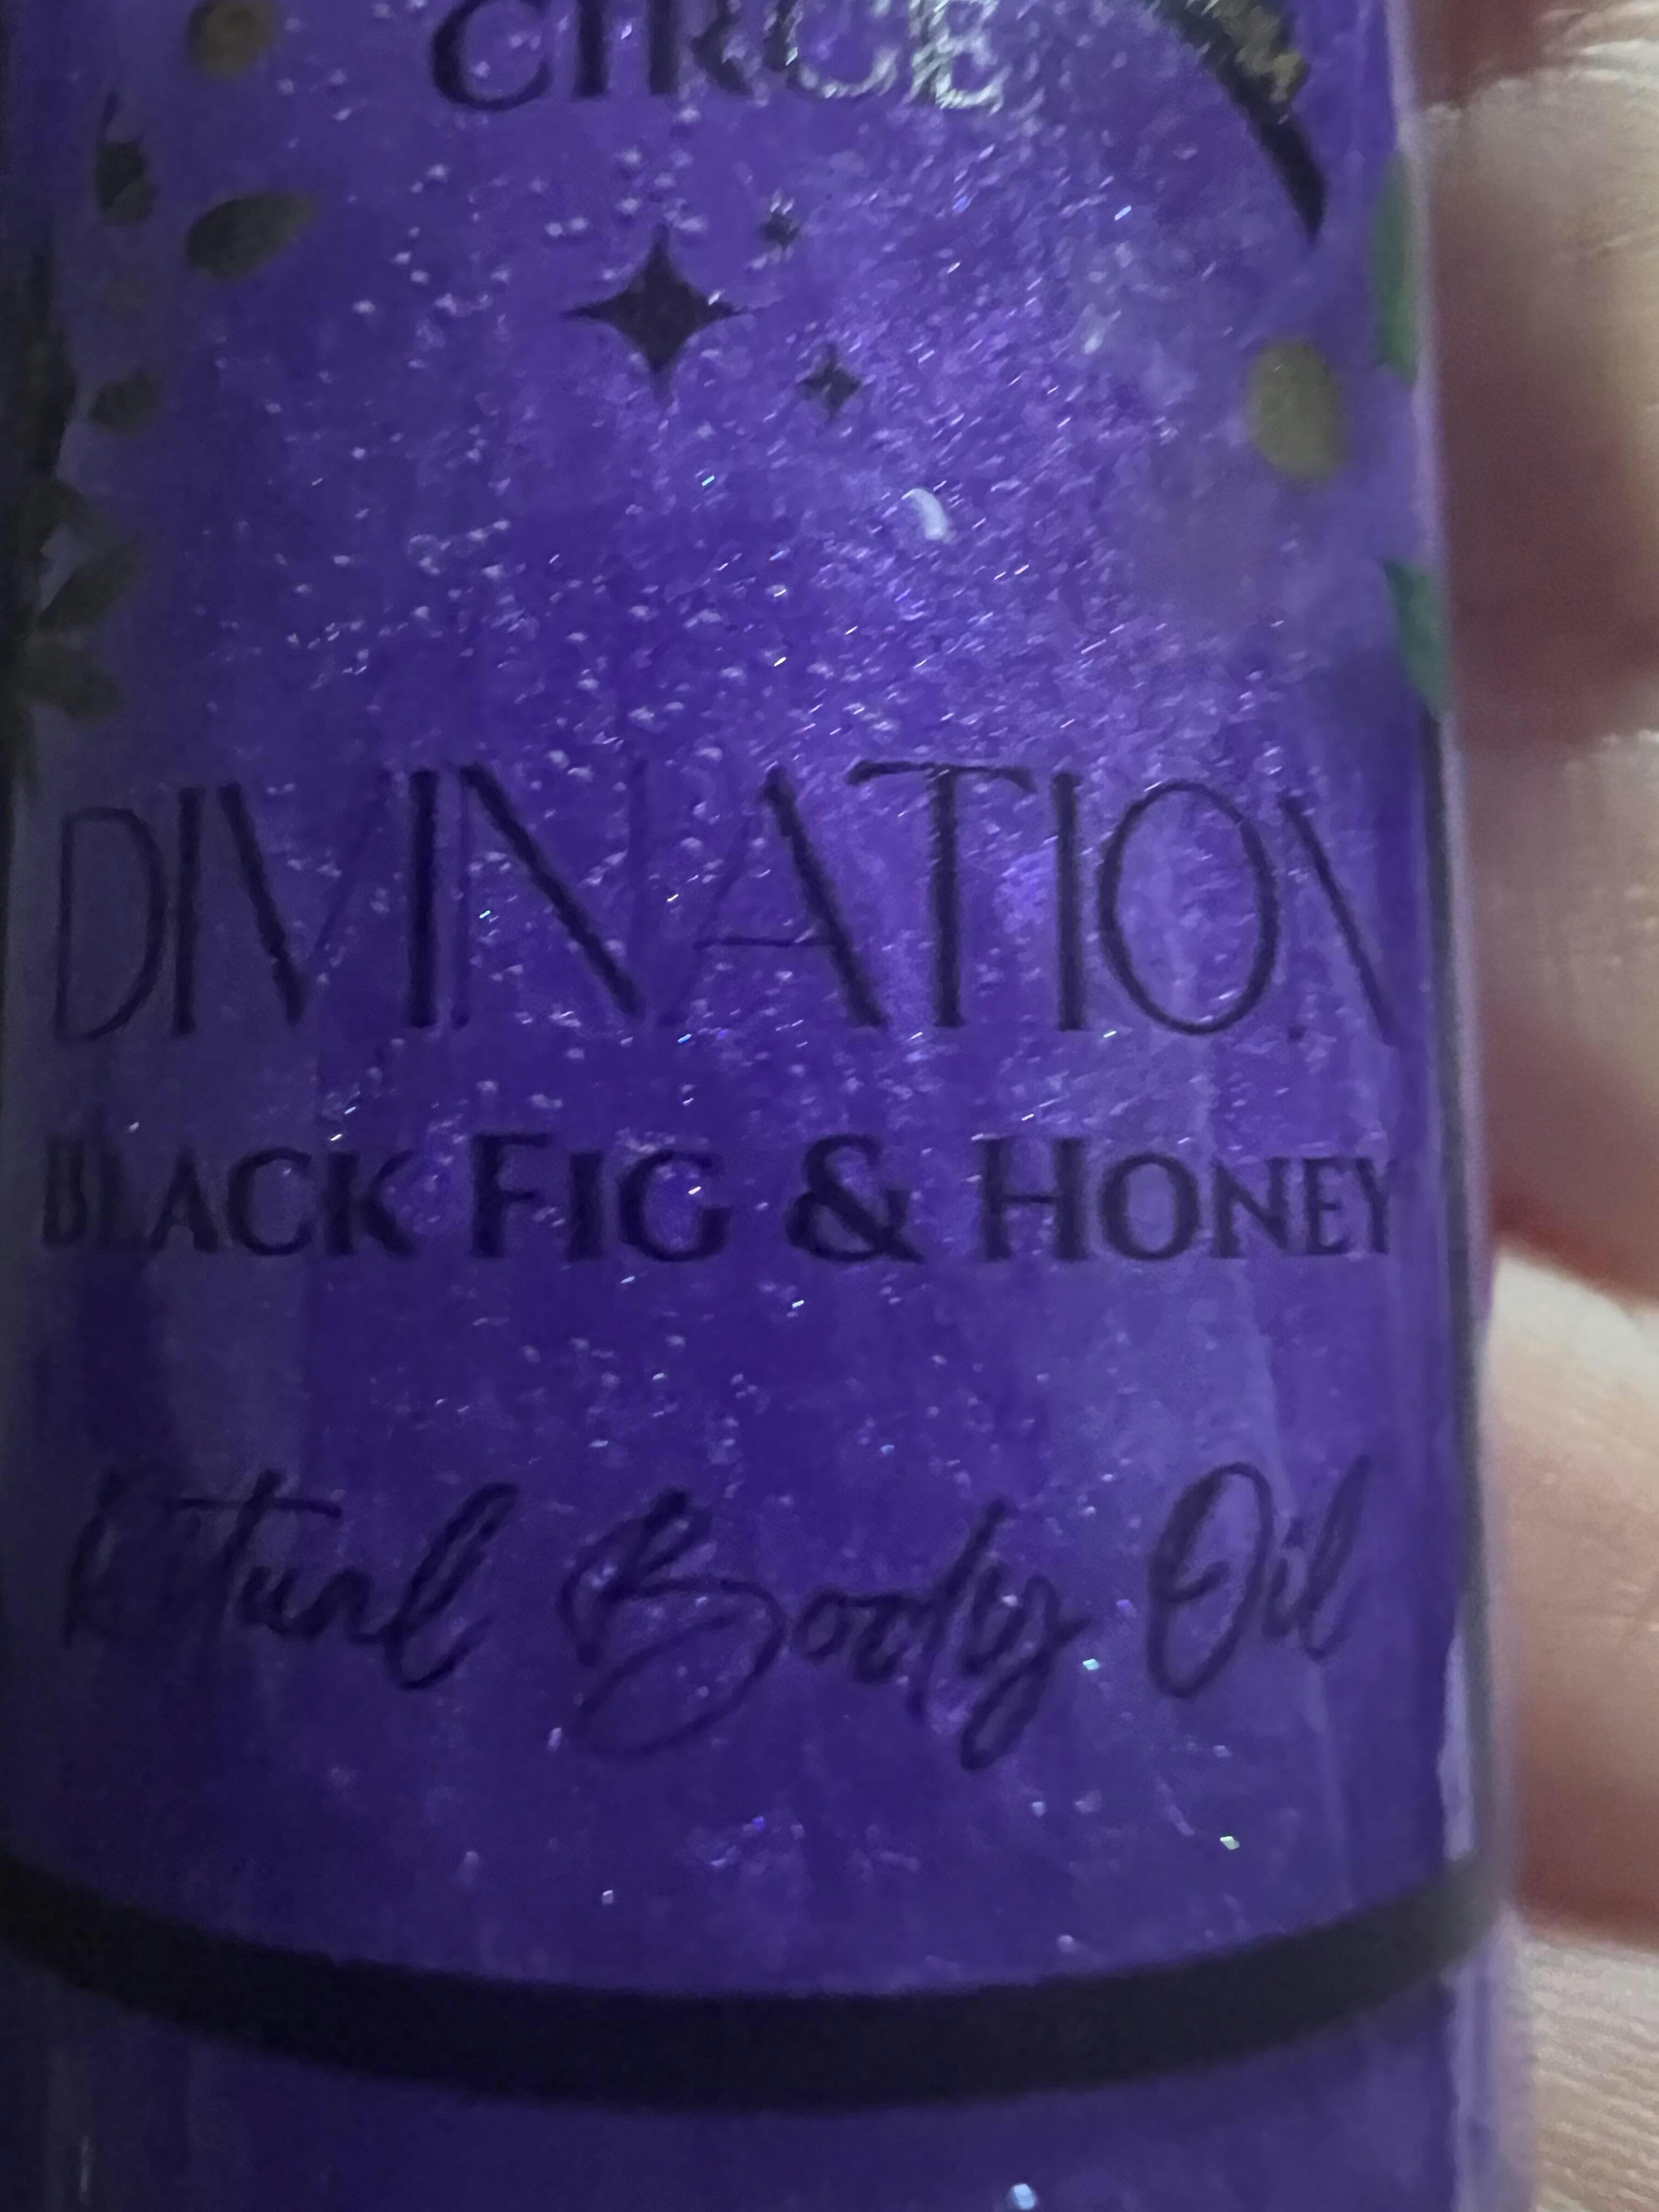 CIRCE
DIVINATION
BLACK FIG & HONEY
Ritual Body Oil